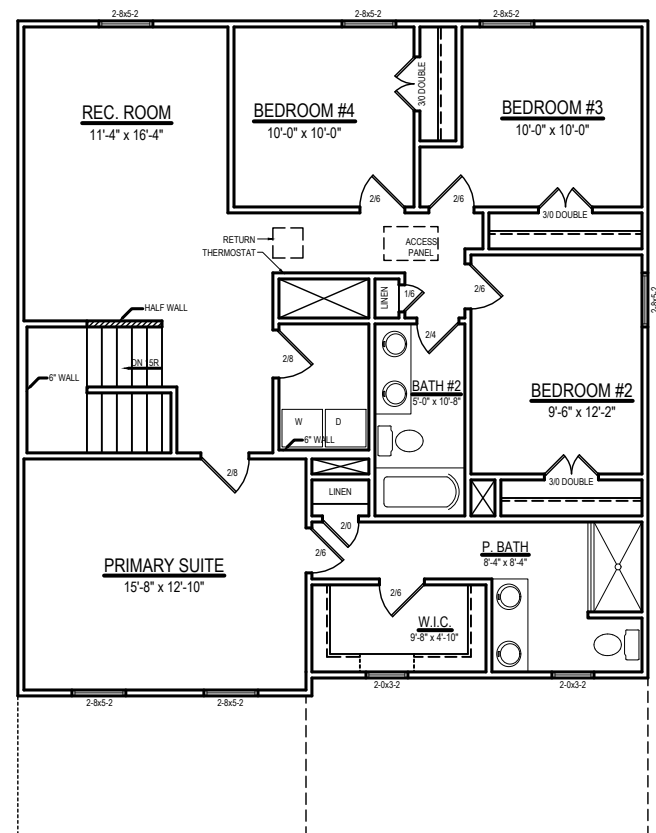 2-8x5-2
2-8x5-2
2-8x5-2
REC. ROOM
11'-4" x 16'-4"
BEDROOM #4
10'-0" x 10'-0"
3/0 DOUBLE
BEDROOM #3
10'-0" x 10'-0"
2/6
2/6
3/0 DOUBLE
RETURN
THERMOSTAT
ACCESS
PANEL
LINEN
1/6
2/6
2-8x5-2
HALF WALL
2/4
2/8
DN 15R
6" WALL
BATH #2
5'-0" x 10'-8"
BEDROOM #2
9'-6" x 12'-2"
W
D
6" WALL
2/8
LINEN
3/0 DOUBLE
2/0
2/6
P. BATH
8'-4" x 8'-4"
PRIMARY SUITE
15'-8" x 12'-10"
2/6
W.I.C.
9'-8" x 4'-10"
2-0x3-2
2-0x3-2
2-8x5-2
2-8x5-2